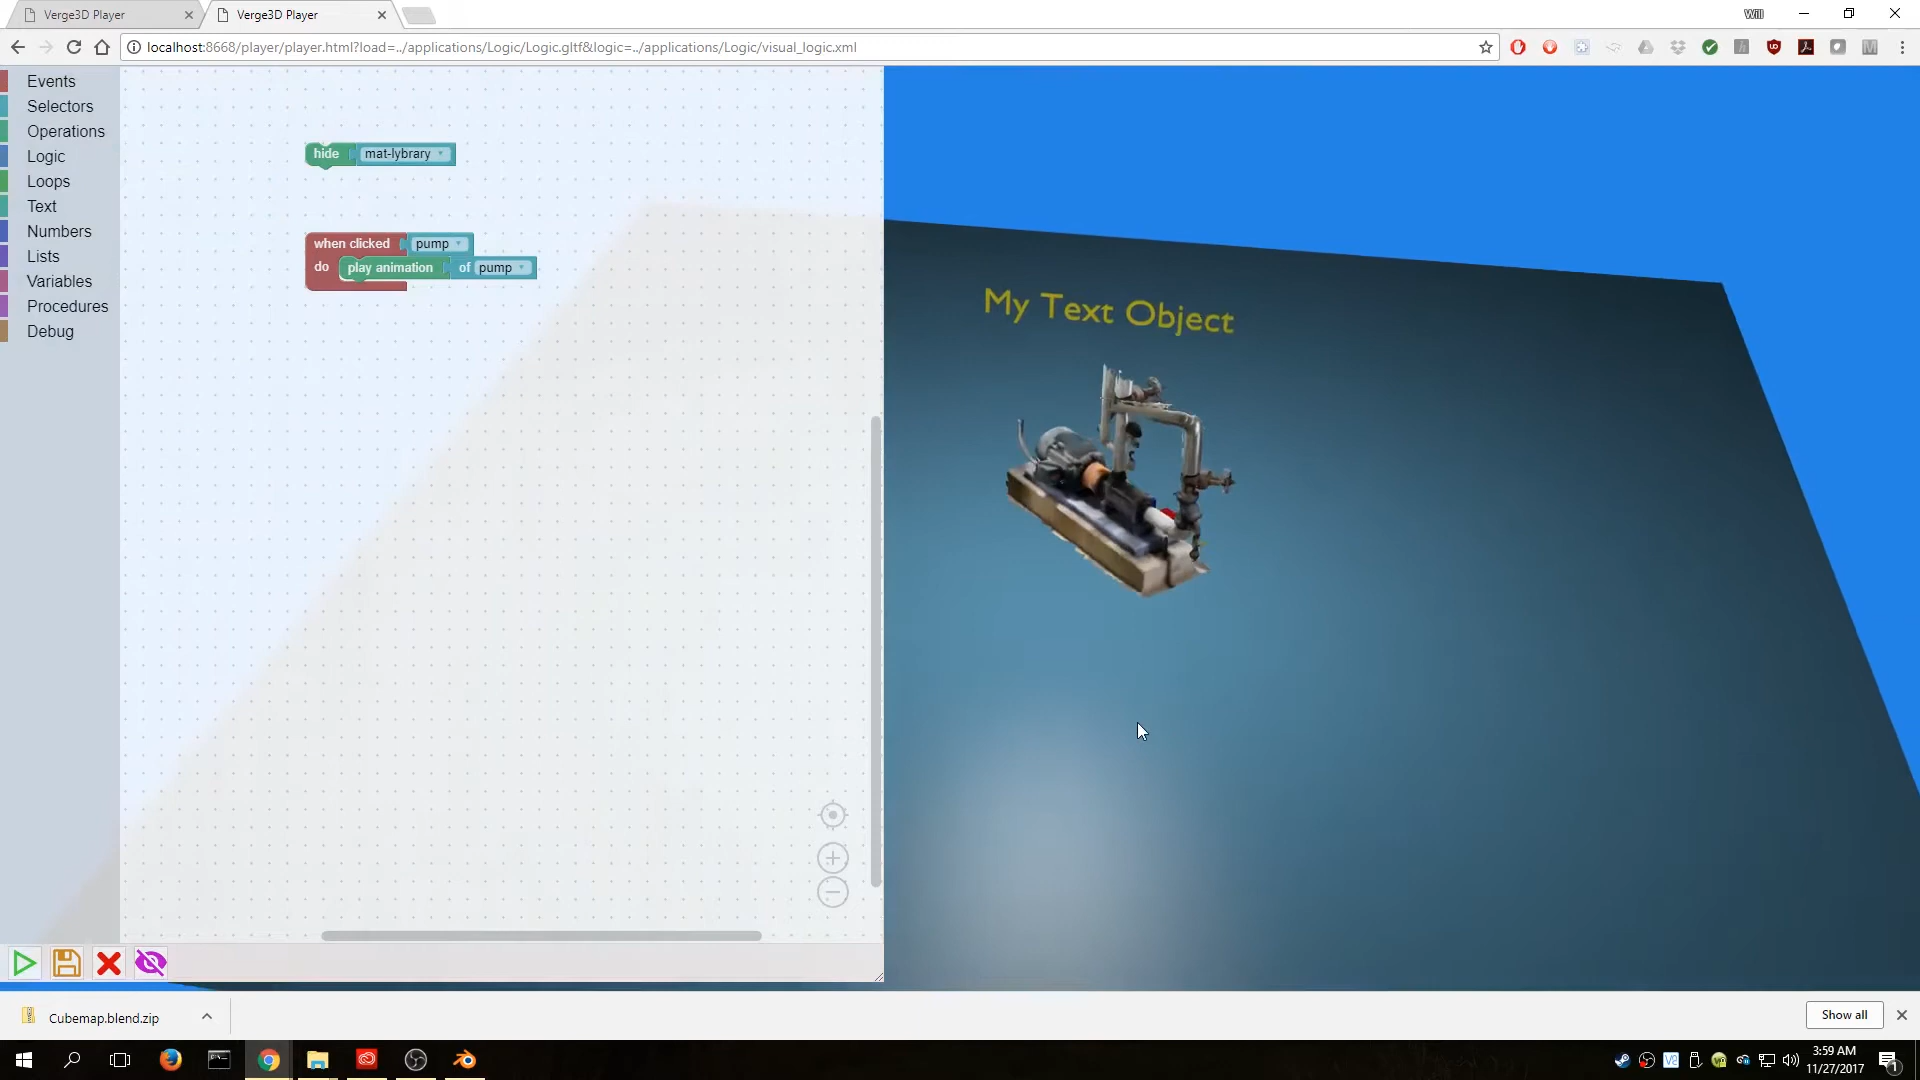 Verge3D Player
Verge3D Player
Will
localhost:8668/player/player.html?load=../applications/Logic/Logic.gltf&logic=../applications/Logic/visual_logic.xml
Events
Selectors
Operations
Logic
Loops
Text
Numbers
Lists
Variables
Procedures
Debug
hide mat-lybrary
when clicked pump
do play animation of pump
My Text Object
Cubemap.blend.zip
Show all
3:59 AM
11/27/2017